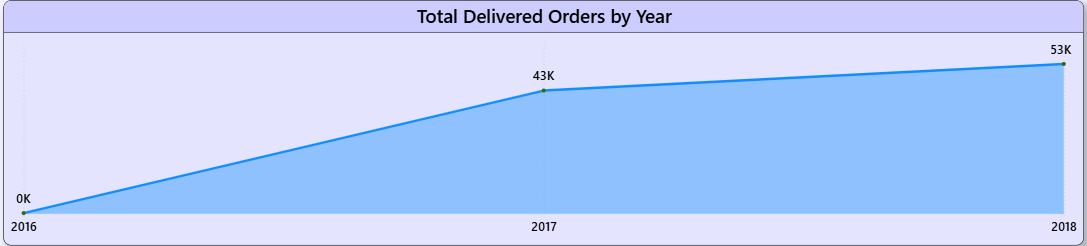 Total Delivered Orders by Year
53K
43K
0K
2016 2017 2018